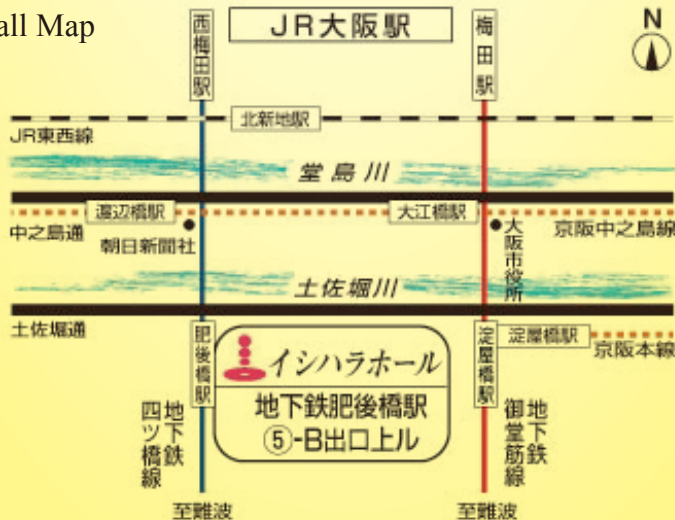 all Map
JR大阪駅
N
西梅田駅
梅田駅
北新地駅
JR東西線
堂島川
渡辺橋駅
大江橋駅
中之島通
朝日新聞社
大阪市役所
京阪中之島線
土佐堀川
土佐堀通
肥後橋駅
イシハラホール
地下鉄肥後橋駅
⑤-B出口上ル
淀屋橋駅
淀屋橋駅
京阪本線
地下鉄
四ツ橋線
地下鉄
御堂筋線
至難波
至難波